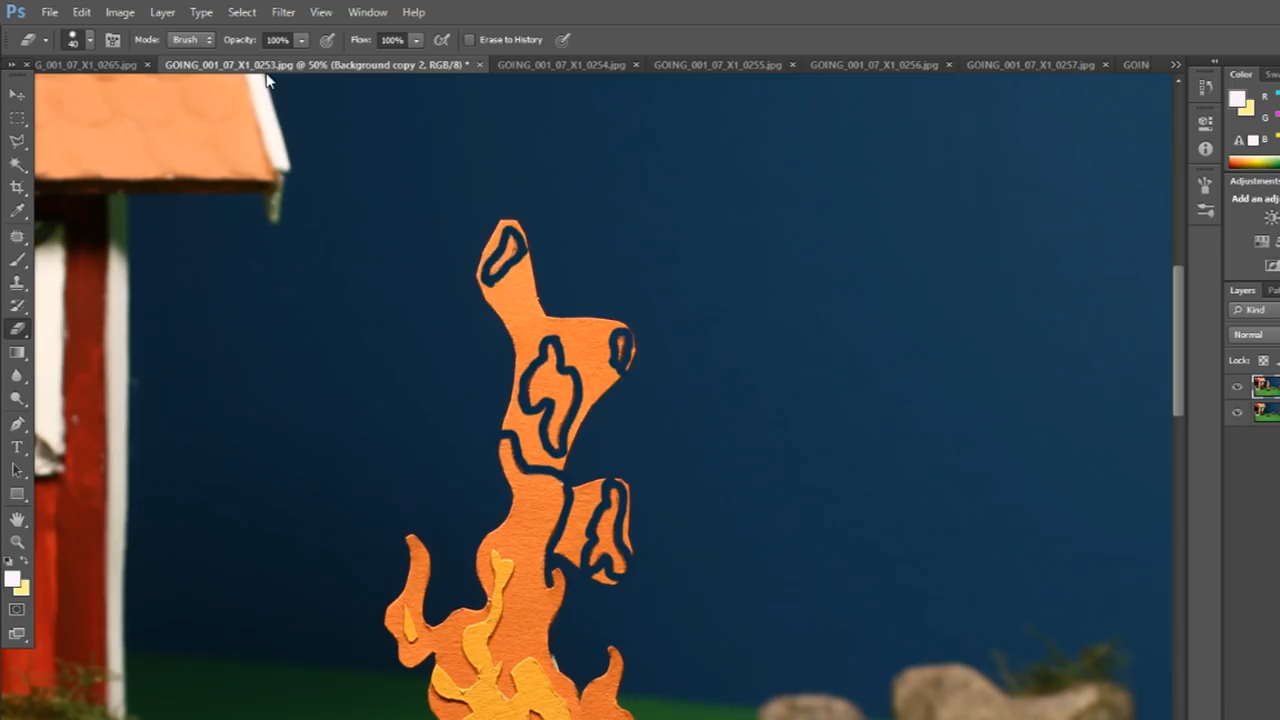 Ps File Edit Image Layer Type Select Filter View Window Help
40 Mode: Brush Opacity: 100% Flow: 100% Erase to History
G_001_07_X1_0265.jpg × GOING_001_07_X1_0253.jpg @ 50% (Background copy 2, RGB/8) * × GOING_001_07_X1_0254.jpg × GOING_001_07_X1_0255.jpg × GOING_001_07_X1_0256.jpg × GOING_001_07_X1_0257.jpg × GOIN
Color
R
G
B
Adjustments
Add an adj
Layers
Kind
Normal
Lock: